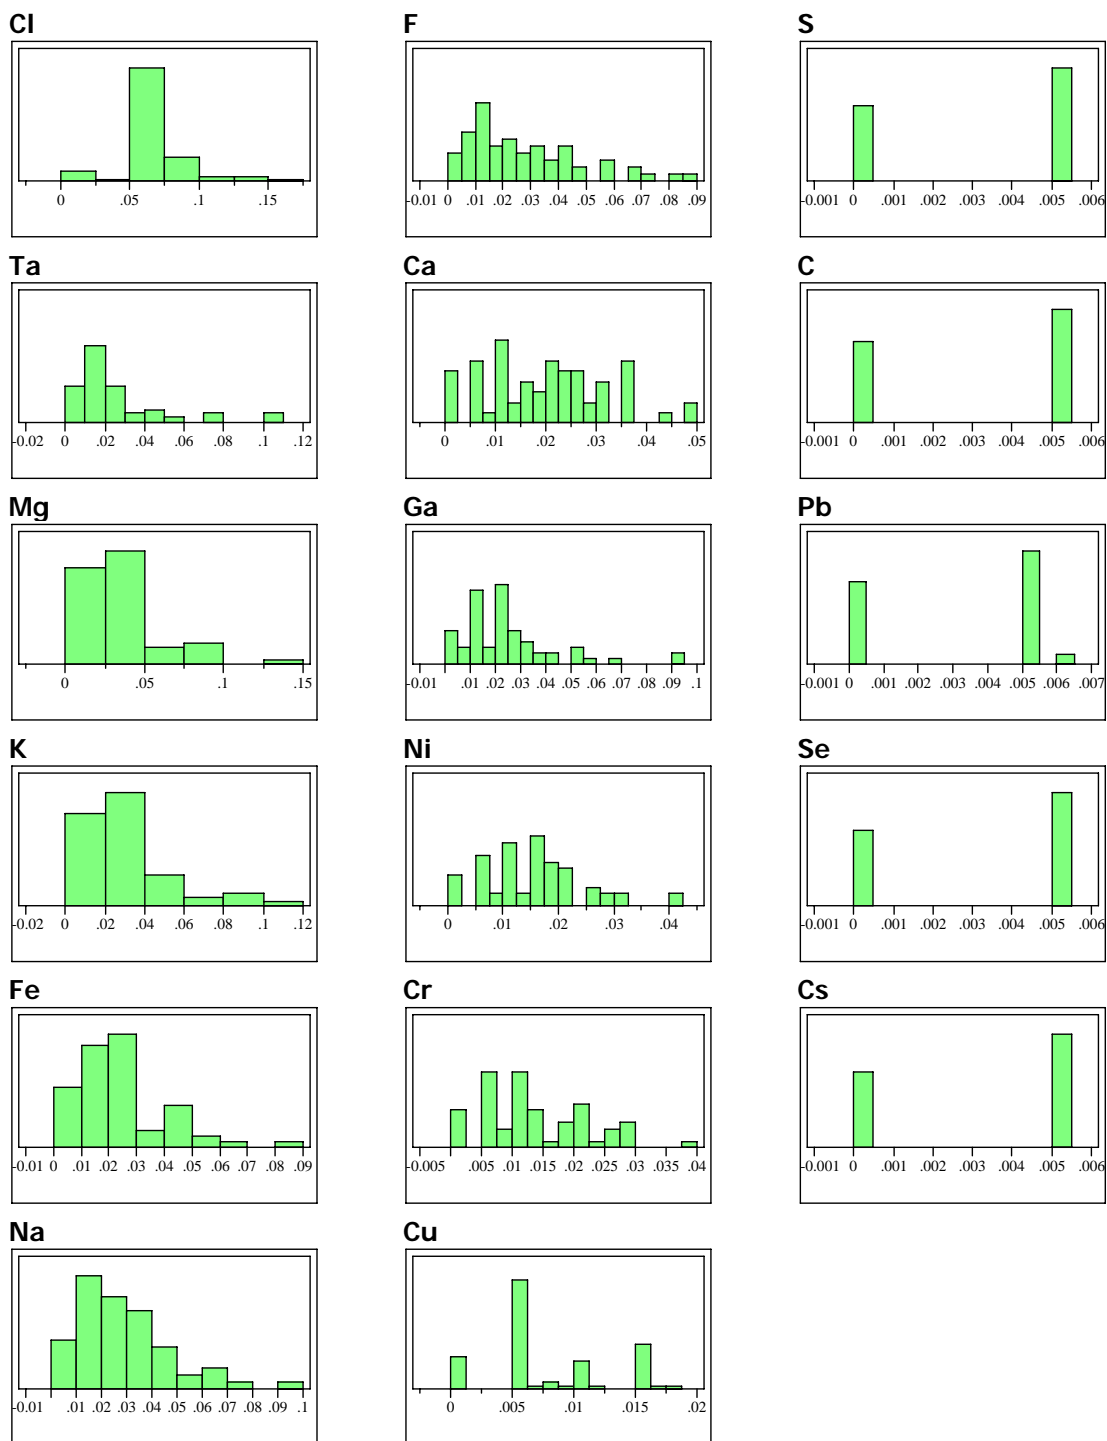 Cl F S
0 .05 .1 .15 -0.01 0 .01 .02 .03 .04 .05 .06 .07 .08 .09 -0.001 0 .001 .002 .003 .004 .005 .006
Ta Ca C
-0.02 0 .02 .04 .06 .08 .1 .12 0 .01 .02 .03 .04 .05 -0.001 0 .001 .002 .003 .004 .005 .006
Mg Ga Pb
0 .05 .1 .15 -0.01 .01 .02 .03 .04 .05 .06 .07 .08 .09 .1 -0.001 0 .001 .002 .003 .004 .005 .006 .007
K Ni Se
-0.02 0 .02 .04 .06 .08 .1 .12 0 .01 .02 .03 .04 -0.001 0 .001 .002 .003 .004 .005 .006
Fe Cr Cs
-0.01 0 .01 .02 .03 .04 .05 .06 .07 .08 .09 -0.005 .005 .01 .015 .02 .025 .03 .035 .04 -0.001 0 .001 .002 .003 .004 .005 .006
Na Cu
-0.01 .01 .02 .03 .04 .05 .06 .07 .08 .09 .1 0 .005 .01 .015 .02